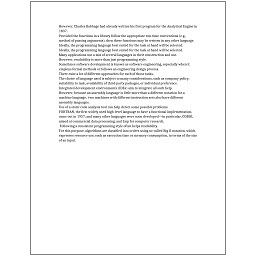 However, Charles Babbage had already written his first program for the Analytical Engine in
1837.
Provided the functions in a library follow the appropriate run-time conventions (e.g.,
method of passing arguments), then these functions may be written in any other language.
Ideally, the programming language best suited for the task at hand will be selected.
Ideally, the programming language best suited for the task at hand will be selected.
Many applications use a mix of several languages in their construction and use.
However, readability is more than just programming style.
Sometimes software development is known as software engineering, especially when it
employs formal methods or follows an engineering design process.
There exist a lot of different approaches for each of those tasks.
The choice of language used is subject to many considerations, such as company policy,
suitability to task, availability of third-party packages, or individual preference.
Integrated development environments (IDEs) aim to integrate all such help.
However, because an assembly language is little more than a different notation for a
machine language, two machines with different instruction sets also have different
assembly languages.
Use of a static code analysis tool can help detect some possible problems.
FORTRAN, the first widely used high-level language to have a functional implementation,
came out in 1957, and many other languages were soon developed—in particular, COBOL
aimed at commercial data processing, and Lisp for computer research.
Following a consistent programming style often helps readability.
For this purpose, algorithms are classified into orders using so-called Big O notation, which
expresses resource use, such as execution time or memory consumption, in terms of the size
of an input.